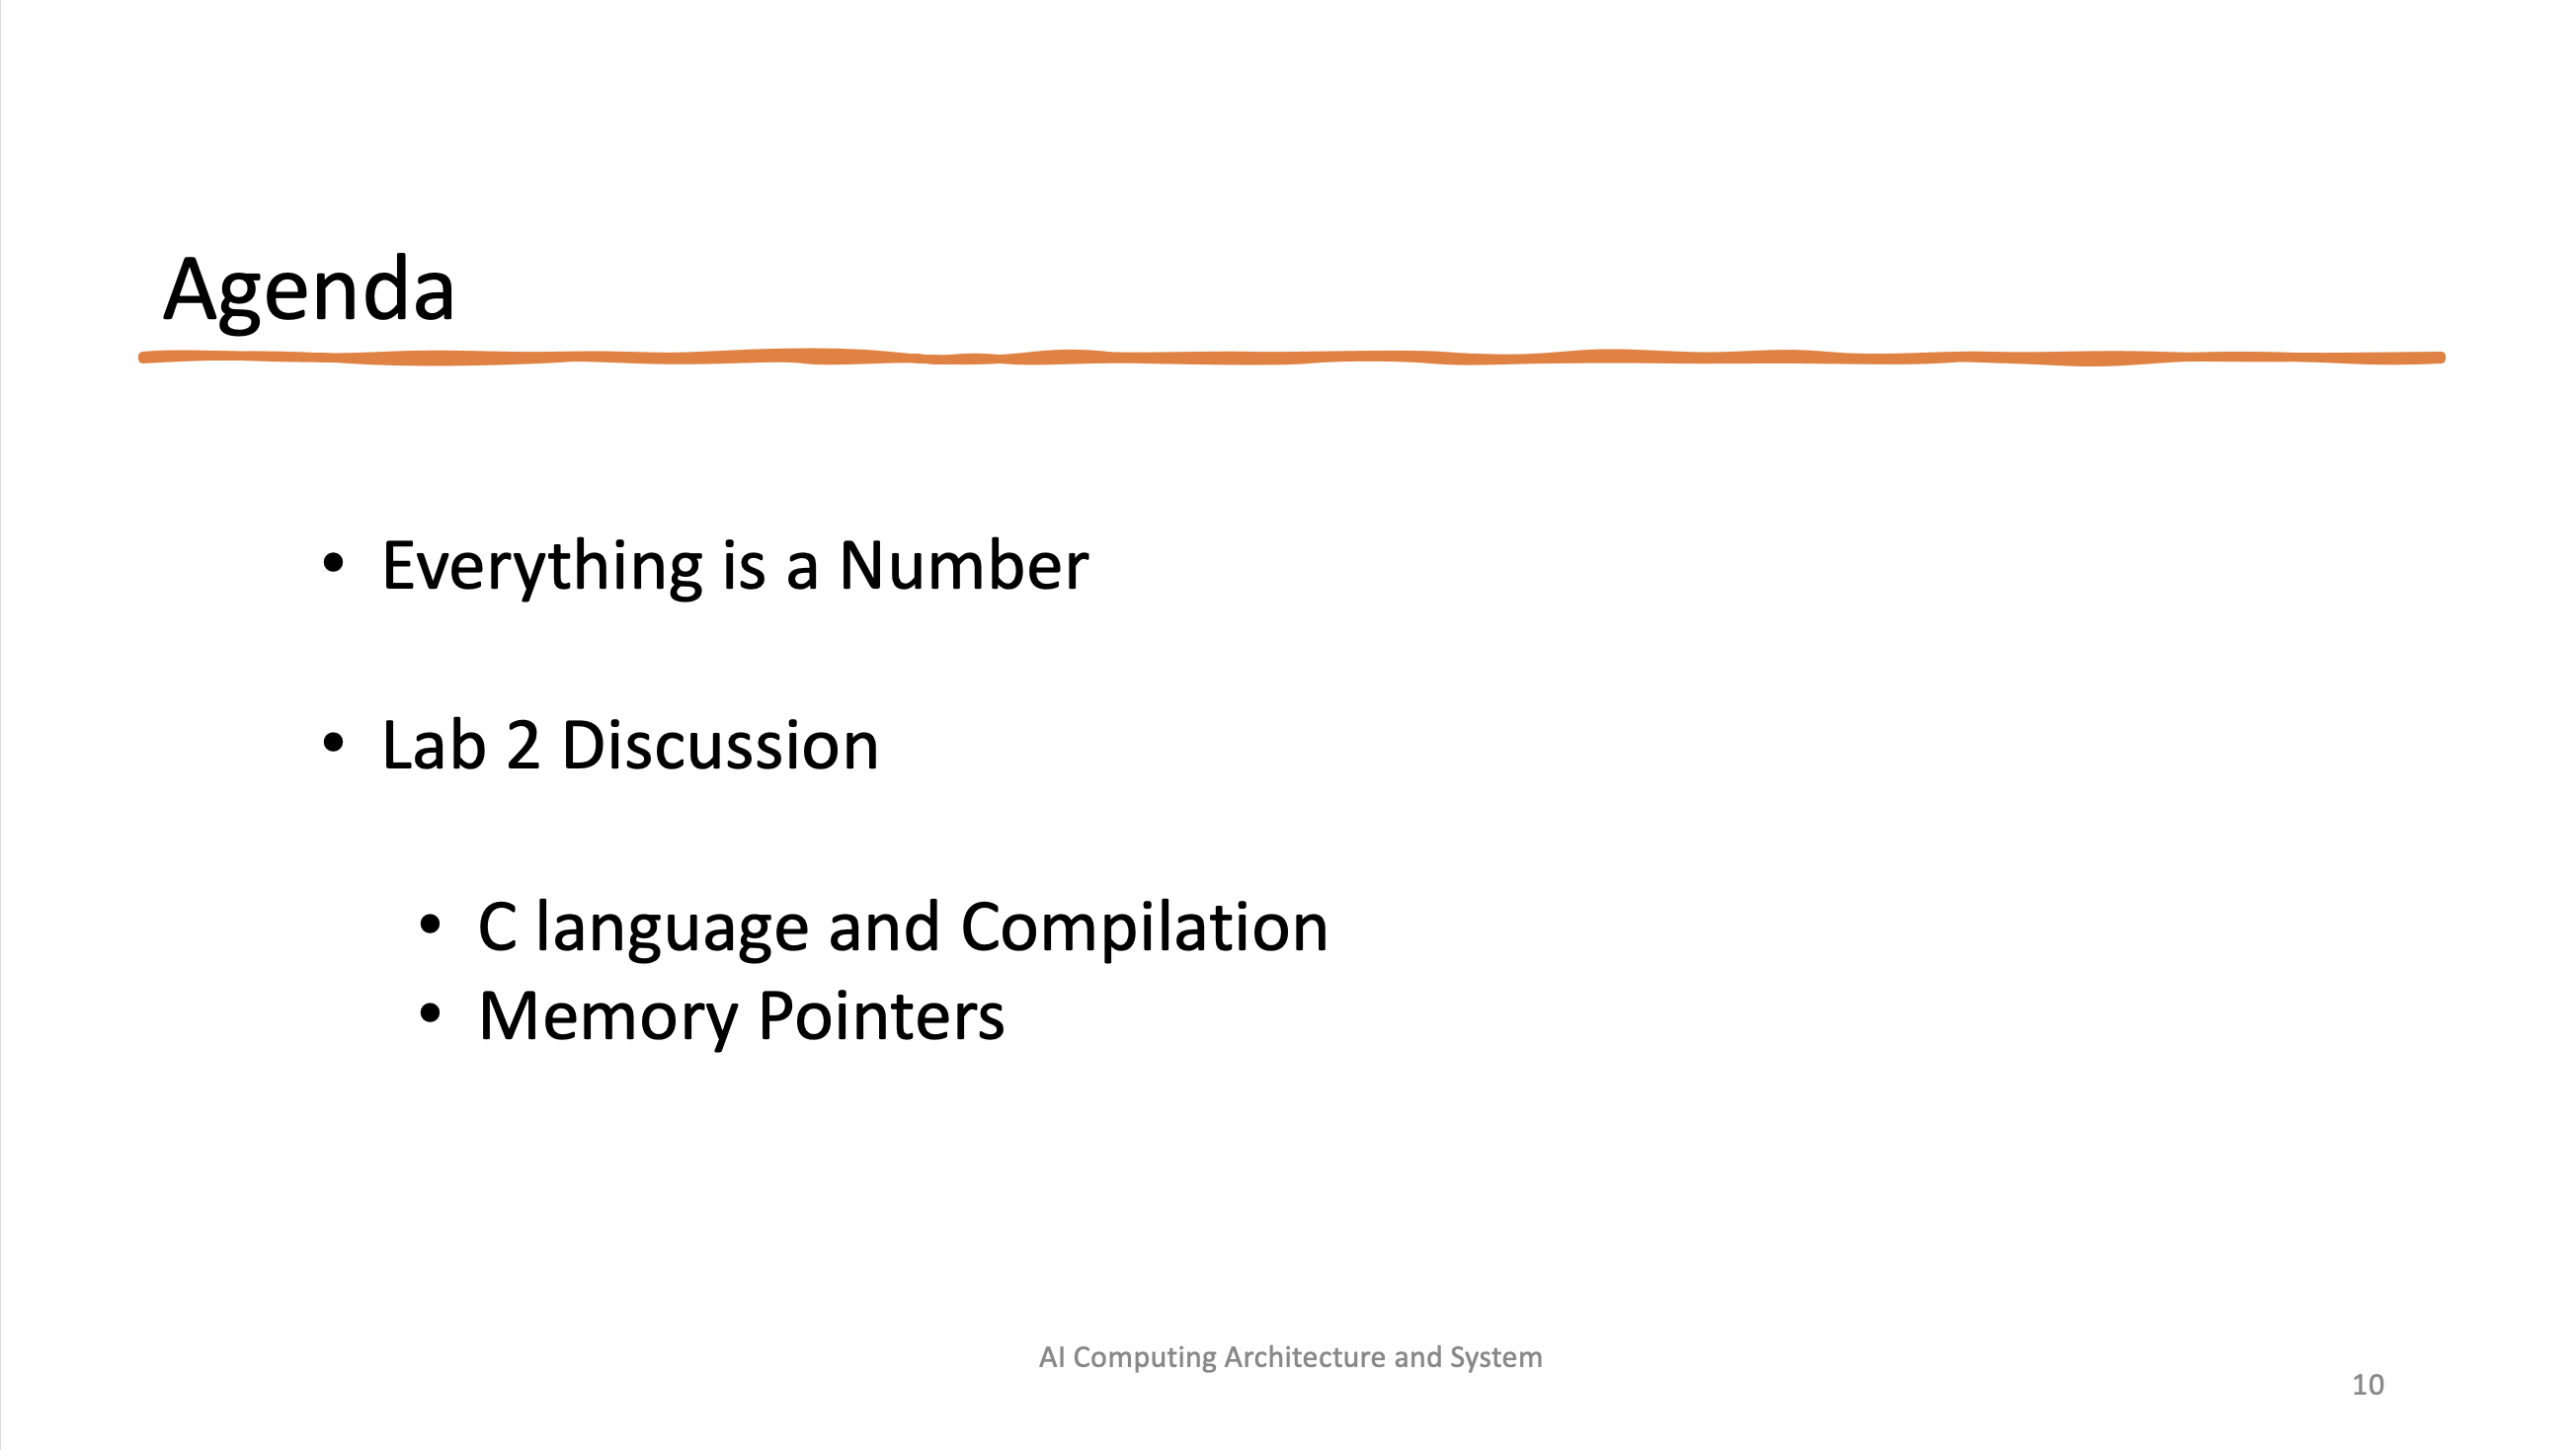 Agenda
• Everything is a Number
• Lab 2 Discussion
• C language and Compilation
• Memory Pointers
AI Computing Architecture and System
10